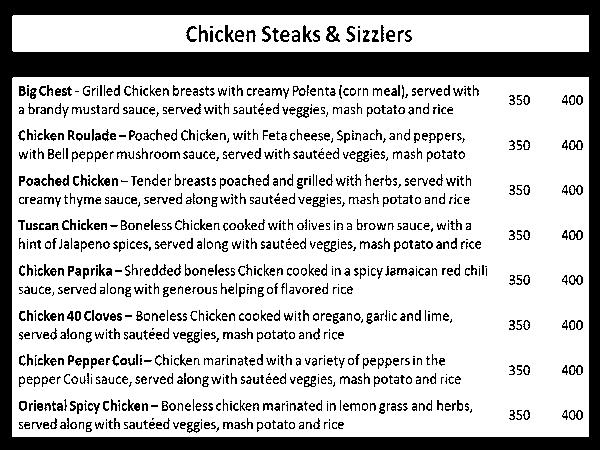 Chicken Steaks & Sizzlers
Big Chest - Grilled Chicken breasts with creamy Polenta (corn meal), served with
a brandy mustard sauce, served with sautéed veggies, mash potato and rice 350 400
Chicken Roulade – Poached Chicken, with Feta cheese, Spinach, and peppers,
with Bell pepper mushroom sauce, served with sautéed veggies, mash potato 350 400
Poached Chicken – Tender breasts poached and grilled with herbs, served with
creamy thyme sauce, served along with sautéed veggies, mash potato and rice 350 400
Tuscan Chicken – Boneless Chicken cooked with olives in a brown sauce, with a
hint of Jalapeno spices, served along with sautéed veggies, mash potato and rice 350 400
Chicken Paprika – Shredded boneless Chicken cooked in a spicy Jamaican red chili
sauce, served along with generous helping of flavored rice 350 400
Chicken 40 Cloves – Boneless Chicken cooked with oregano, garlic and lime,
served along with sautéed veggies, mash potato and rice 350 400
Chicken Pepper Couli – Chicken marinated with a variety of peppers in the
pepper Couli sauce, served along with sautéed veggies, mash potato and rice 350 400
Oriental Spicy Chicken – Boneless chicken marinated in lemon grass and herbs,
served along with sautéed veggies, mash potato and rice 350 400